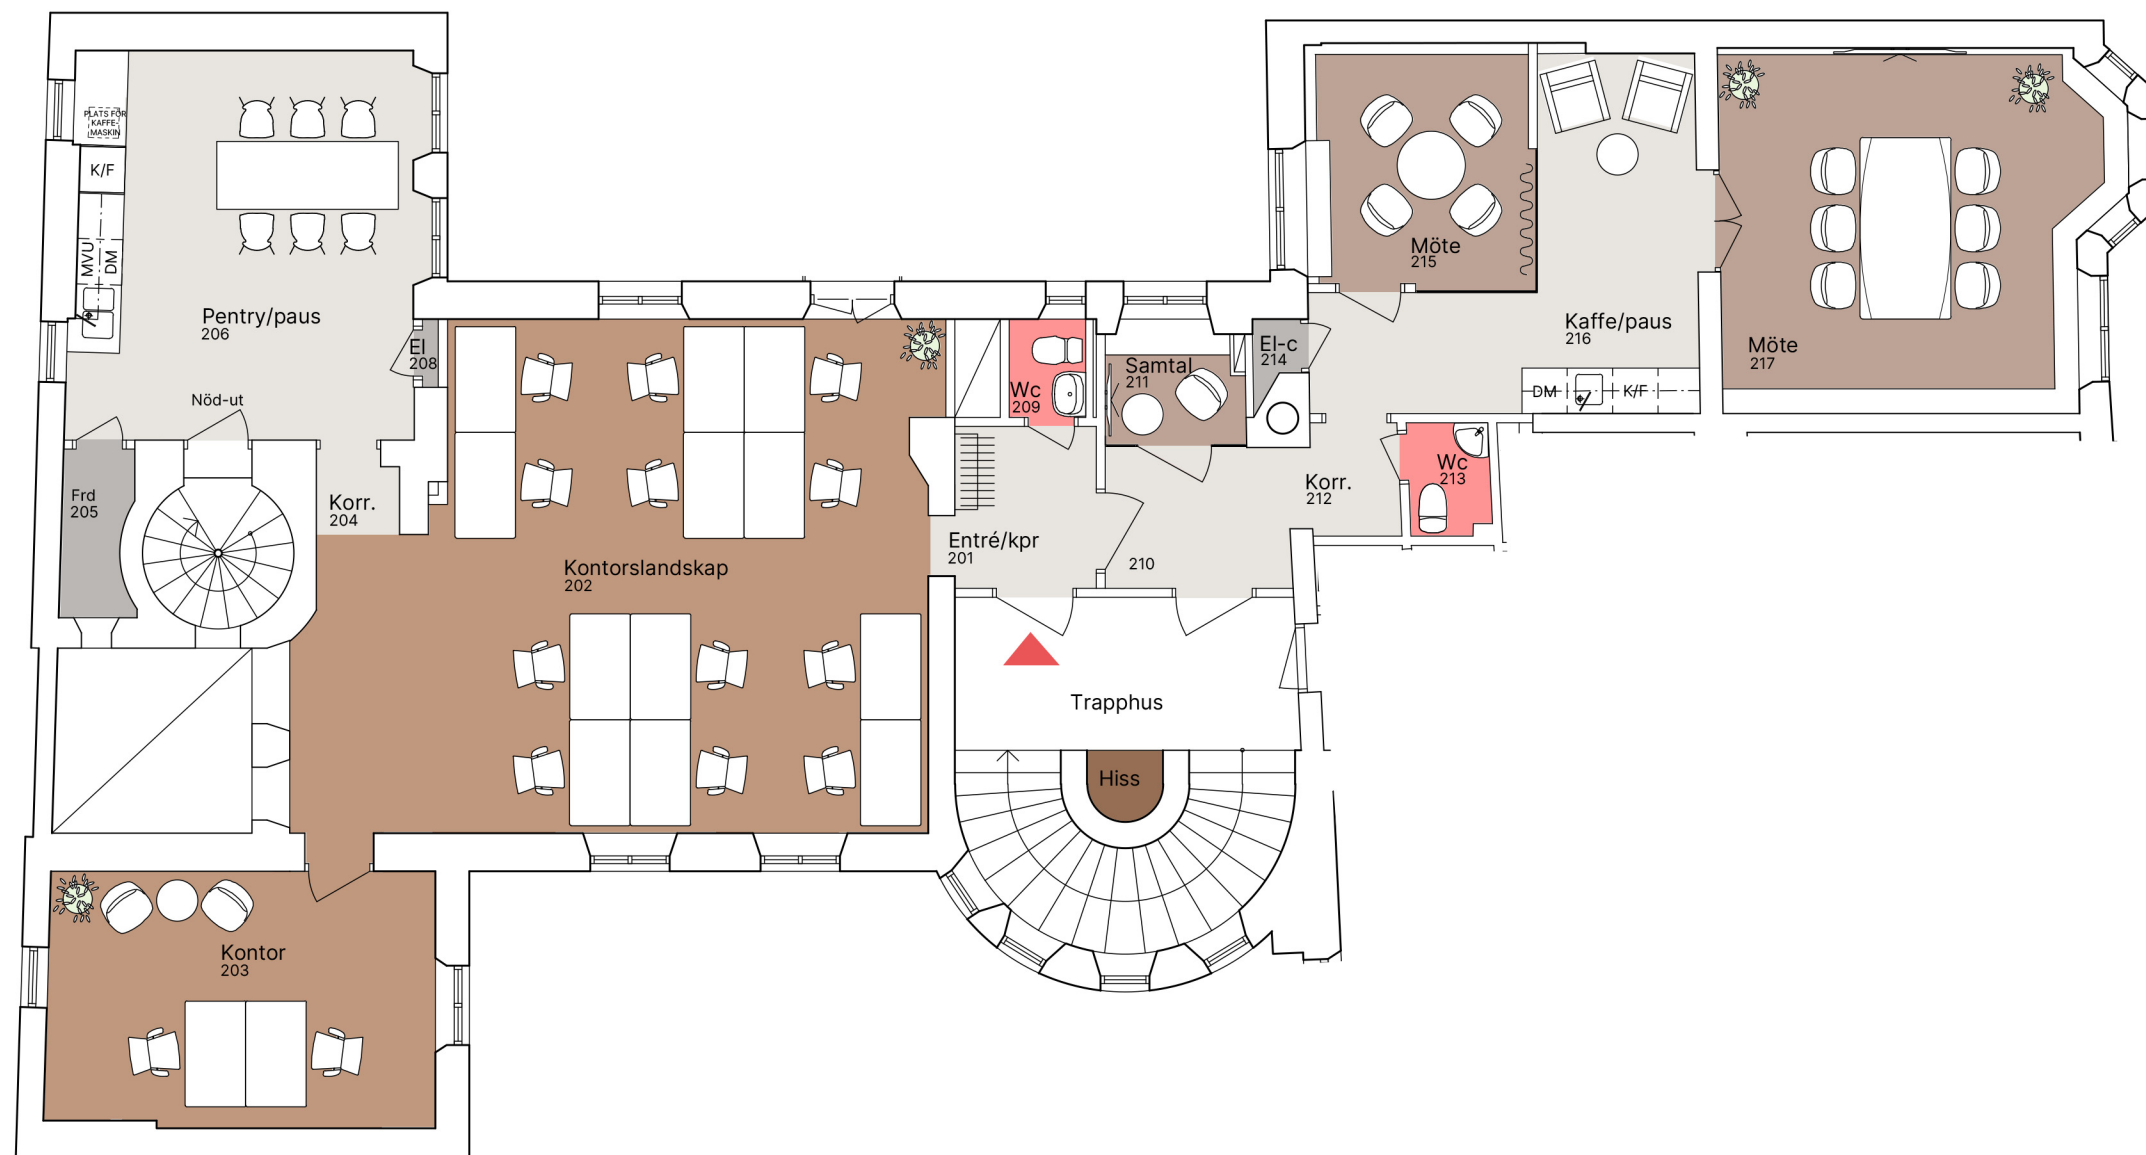 PLATS FÖR
KAFFE-
MASKIN
K/F
MVU
DM
Pentry/paus
206
El
208
Nöd-ut
Frd
205
Korr.
204
Kontorslandskap
202
Kontor
203
Wc
209
Entré/kpr
201
Samtal
211
El-c
214
210
Korr.
212
Wc
213
Trapphus
Hiss
Möte
215
Kaffe/paus
216
DM
K/F
Möte
217